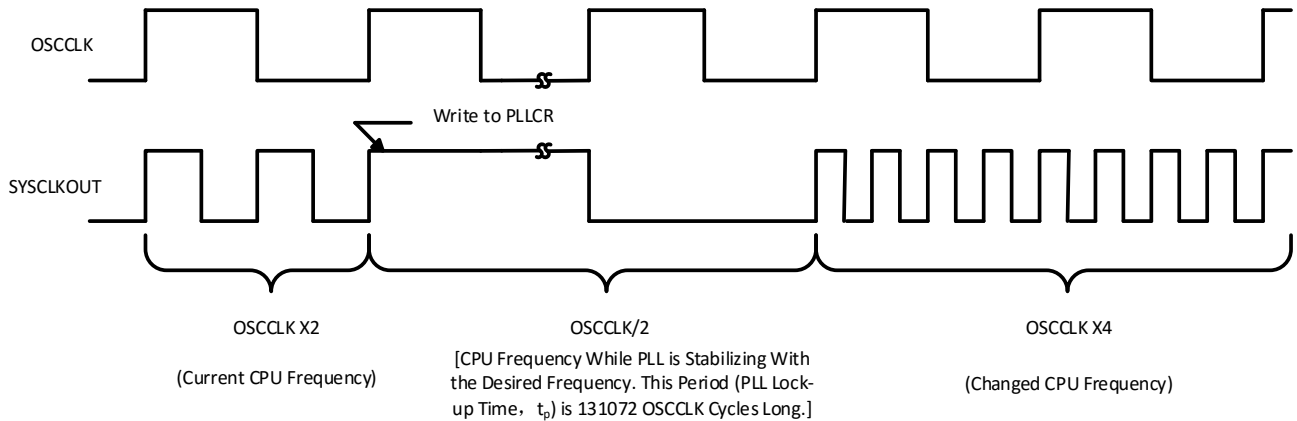 OSCCLK
Write to PLLCR
SYSCLKOUT
OSCCLK X2
(Current CPU Frequency)
OSCCLK/2
[CPU Frequency While PLL is Stabilizing With
the Desired Frequency. This Period (PLL Lock-
up Time，tp) is 131072 OSCCLK Cycles Long.]
OSCCLK X4
(Changed CPU Frequency)